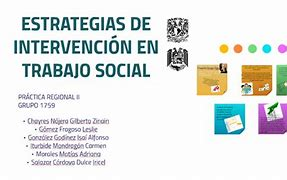 ESTRATEGIAS DE
INTERVENCIÓN EN
TRABAJO SOCIAL
PRÁCTICA REGIONAL II
GRUPO 1759
• Chayres Nájera Gilberto Zinain
• Gómez Fragoso Leslie
• González Godínez Isaí Alfonso
• Iturbide Mondragón Carmen
• Morales Matías Adriana
• Salazar Córdova Dulce Incel